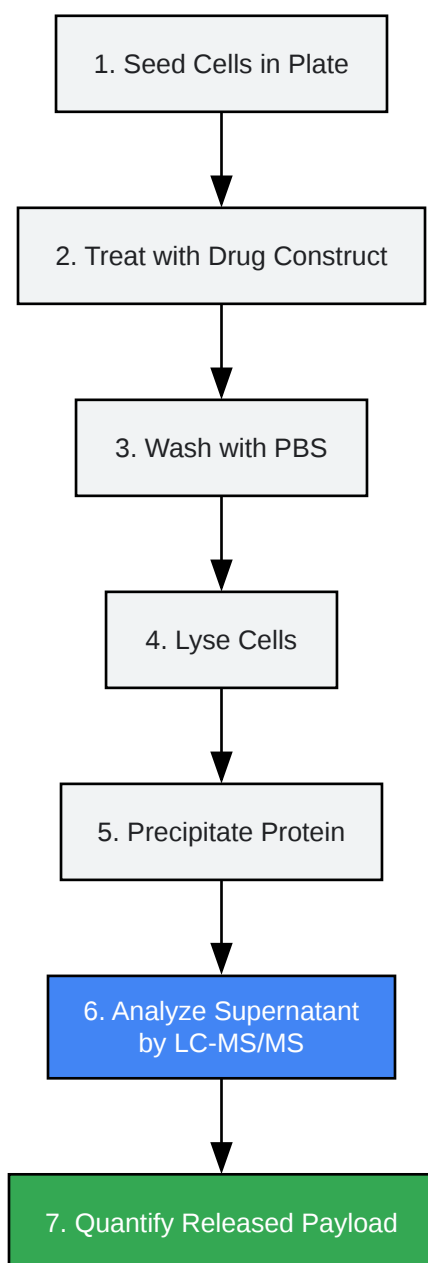 1. Seed Cells in Plate
2. Treat with Drug Construct
3. Wash with PBS
4. Lyse Cells
5. Precipitate Protein
6. Analyze Supernatant
by LC-MS/MS
7. Quantify Released Payload